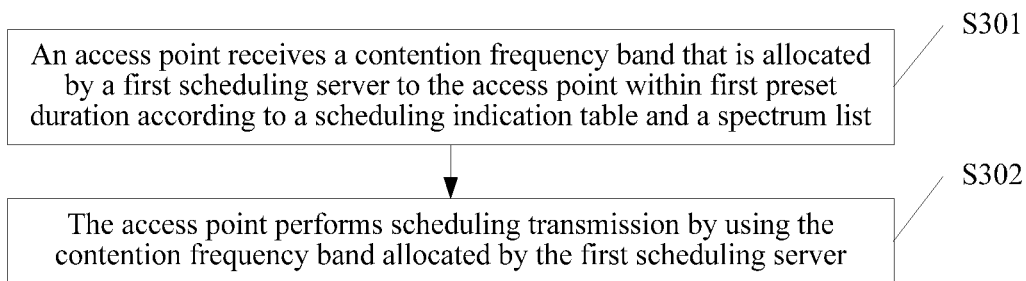 S301
An access point receives a contention frequency band that is allocated
by a first scheduling server to the access point within first preset
duration according to a scheduling indication table and a spectrum list
S302
The access point performs scheduling transmission by using the
contention frequency band allocated by the first scheduling server